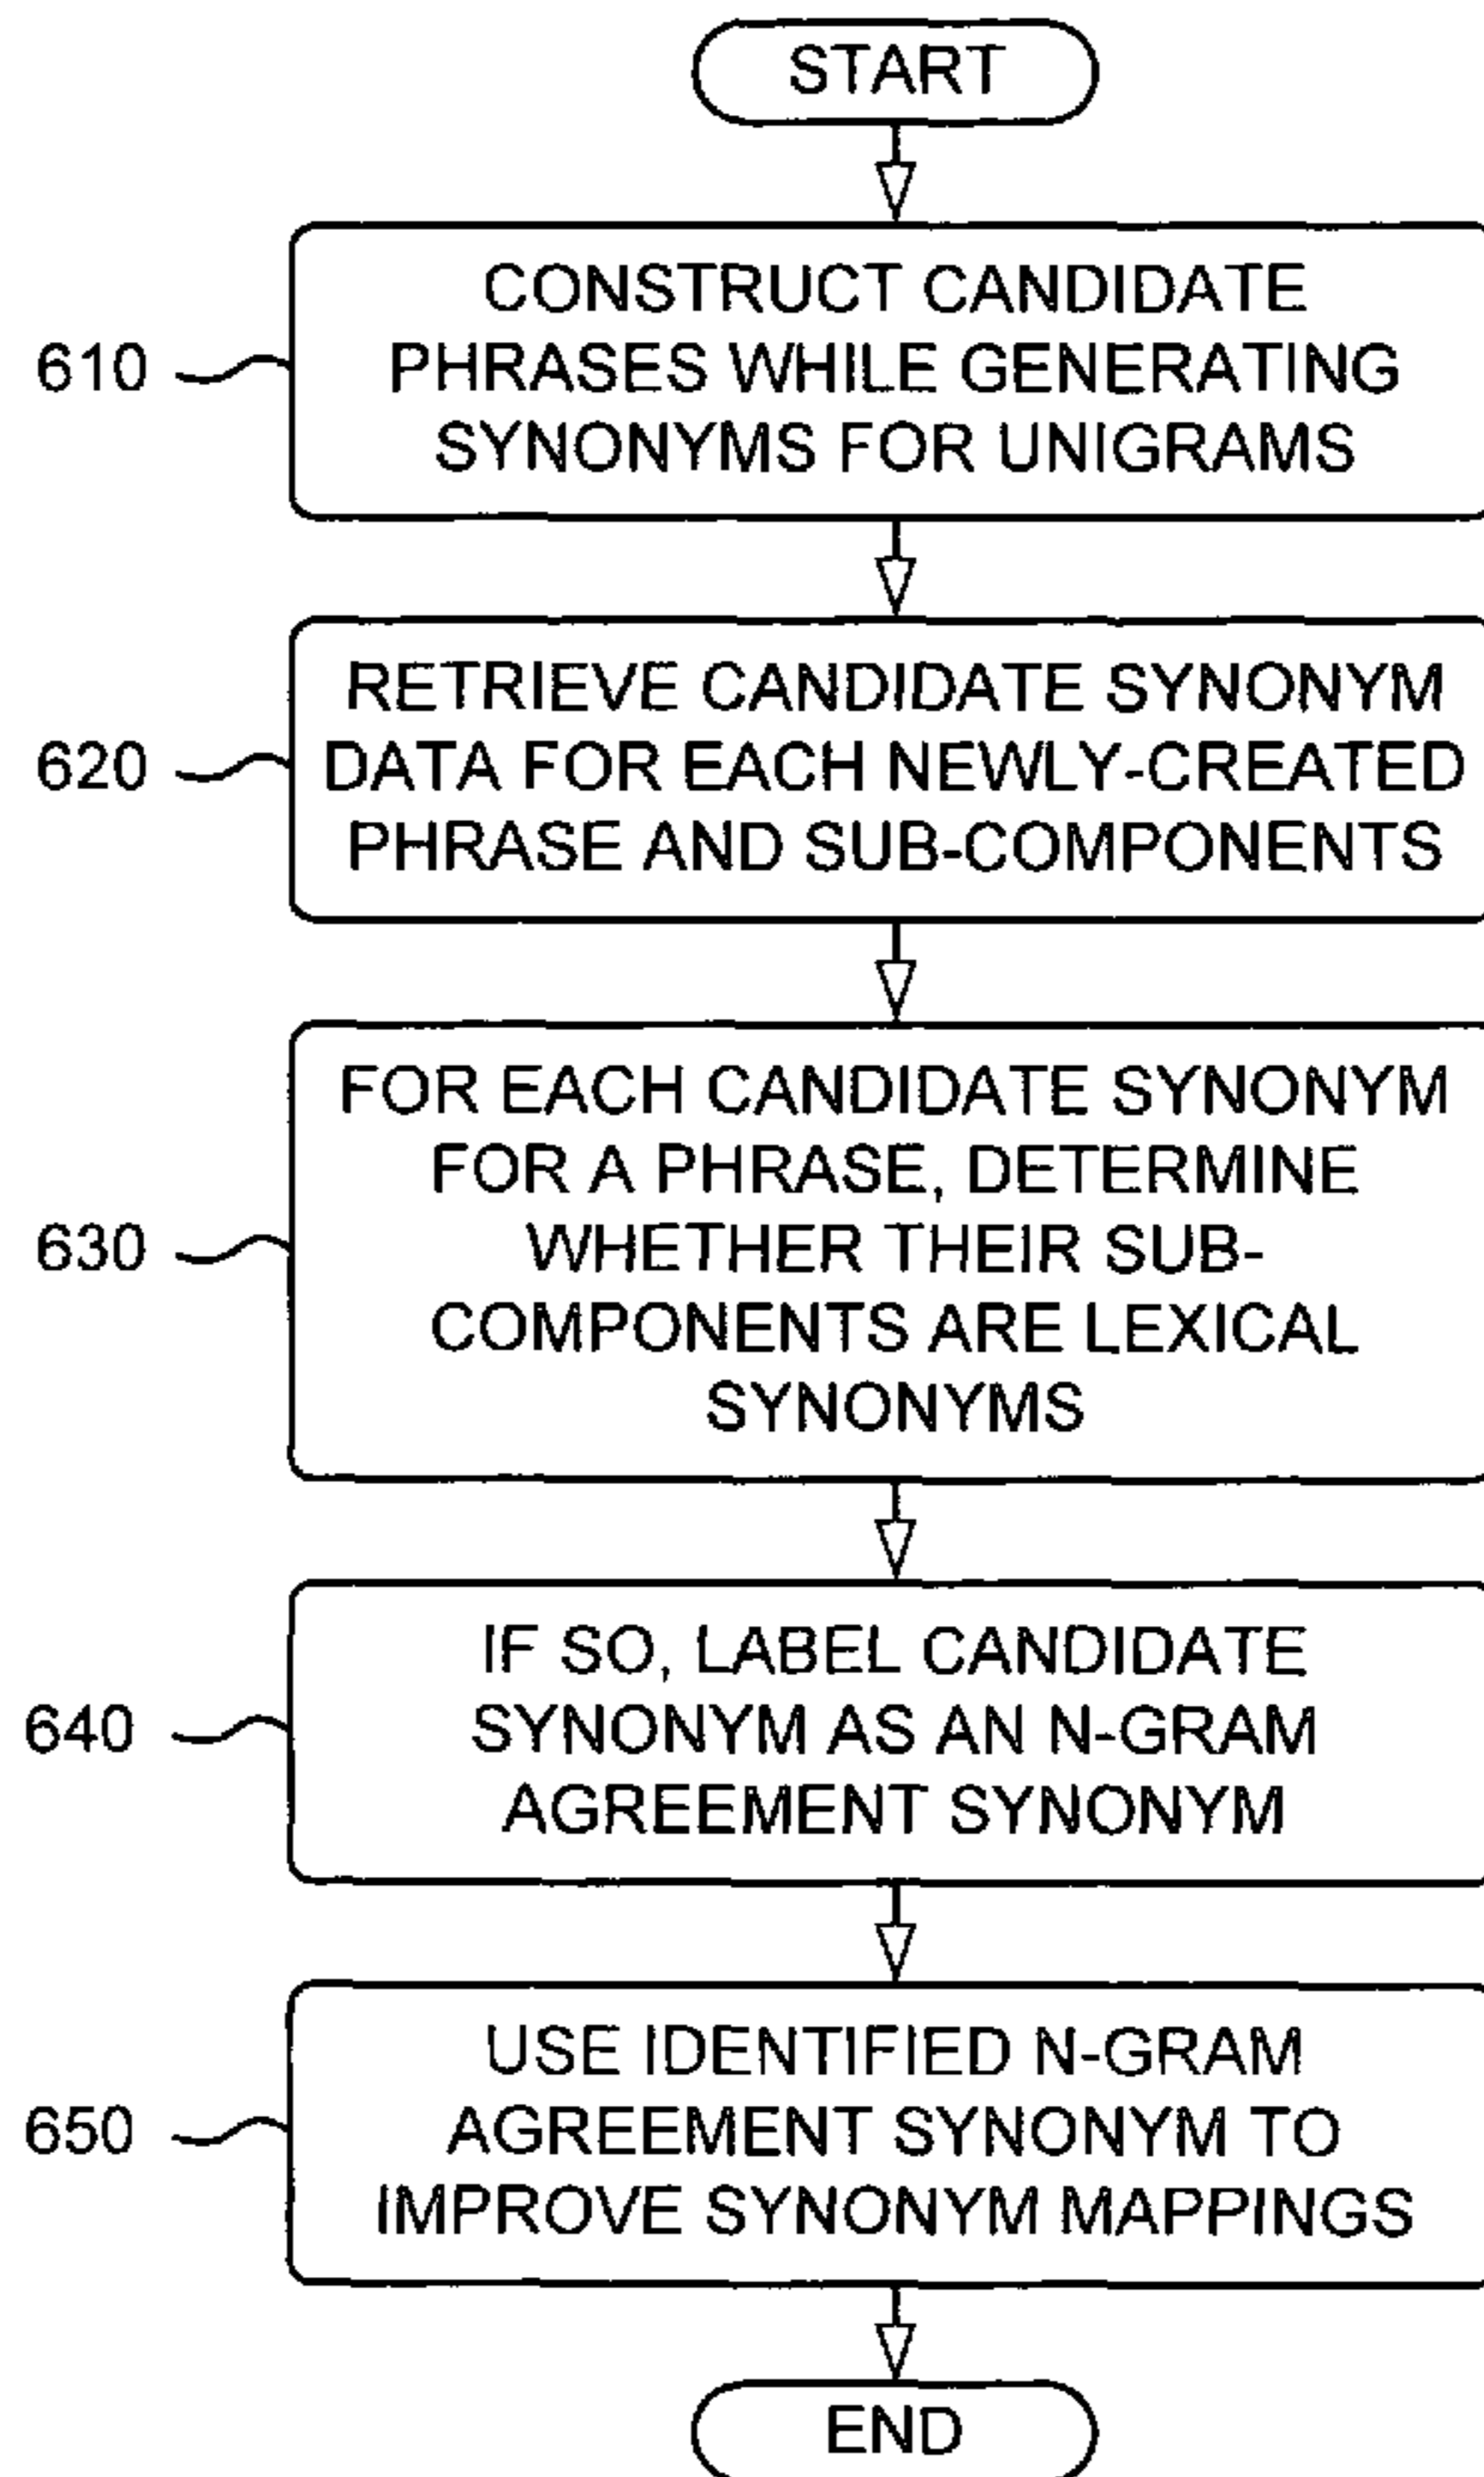 START
CONSTRUCT CANDIDATE
610
PHRASES WHILE GENERATING
SYNONYMS FOR UNIGRAMS
RETRIEVE CANDIDATE SYNONYM
620
DATA FOR EACH NEWLY-CREATED
PHRASE AND SUB-COMPONENTS
FOR EACH CANDIDATE SYNONYM
FOR A PHRASE, DETERMINE
630
WHETHER THEIR SUB-
COMPONENTS ARE LEXICAL
SYNONYMS
IF SO, LABEL CANDIDATE
640
SYNONYM AS AN N-GRAM
AGREEMENT SYNONYM
USE IDENTIFIED N-GRAM
650
AGREEMENT SYNONYM TO
IMPROVE SYNONYM MAPPINGS
END